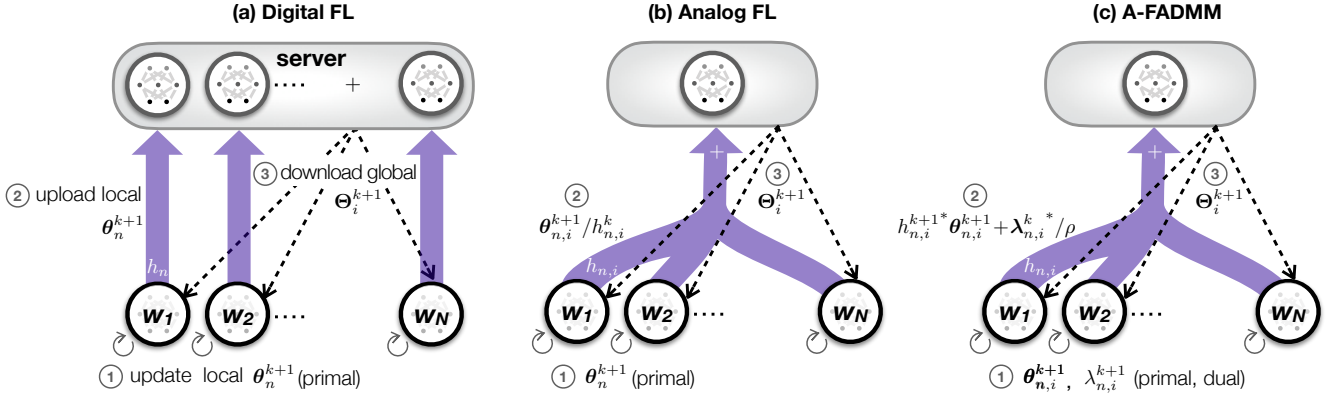 (a) Digital FL
server
....
+
③ download global
Θ_i^{k+1}
② upload local
θ_n^{k+1}
h_n
w_1
w_2
....
w_N
① update local θ_n^{k+1} (primal)
(b) Analog FL
+
②
θ_{n,i}^{k+1}/h_{n,i}^k
③
Θ_i^{k+1}
h_{n,i}
w_1
w_2
....
w_N
① θ_n^{k+1} (primal)
(c) A-FADMM
+
②
h_{n,i}^{k+1*} θ_{n,i}^{k+1} + λ_{n,i}^{k*}/ρ
③
Θ_i^{k+1}
h_{n,i}
w_1
w_2
....
w_N
① θ_{n,i}^{k+1}, λ_{n,i}^{k+1} (primal, dual)